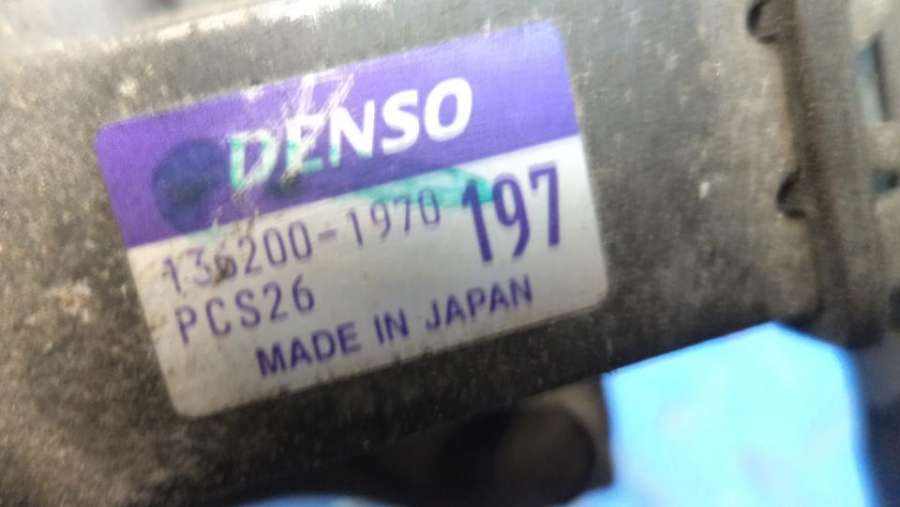 DENSO
136200-1970 197
PCS26
MADE IN JAPAN